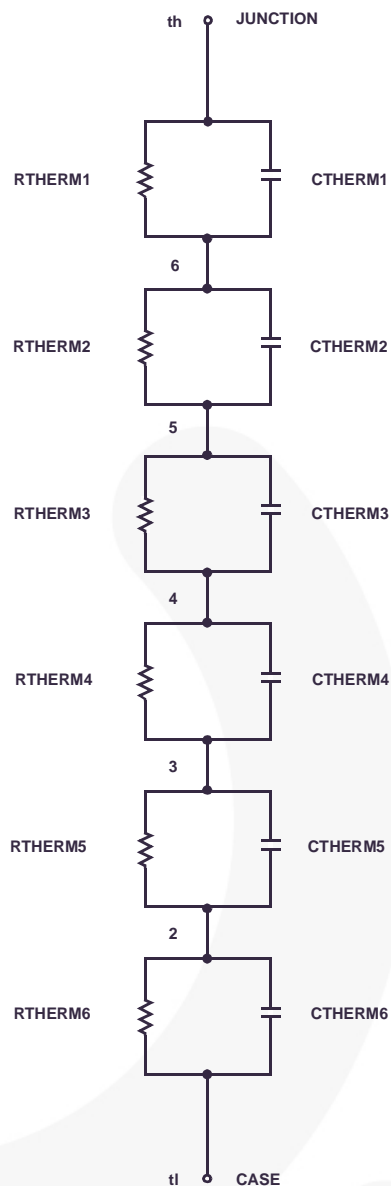 th JUNCTION
RTHERM1 CTHERM1
6
RTHERM2 CTHERM2
5
RTHERM3 CTHERM3
4
RTHERM4 CTHERM4
3
RTHERM5 CTHERM5
2
RTHERM6 CTHERM6
tl CASE